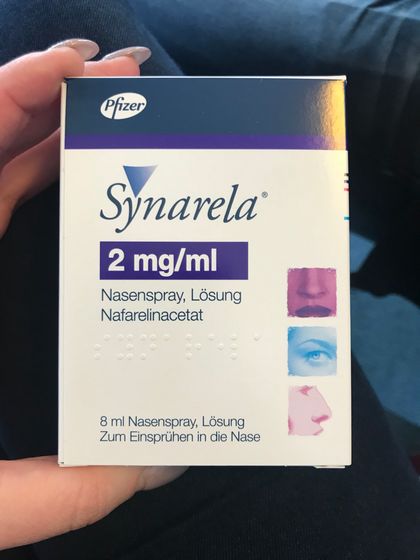 Pfizer
Synarela®
2 mg/ml
Nasenspray, Lösung
Nafarelinacetat
8 ml Nasenspray, Lösung
Zum Einsprühen in die Nase